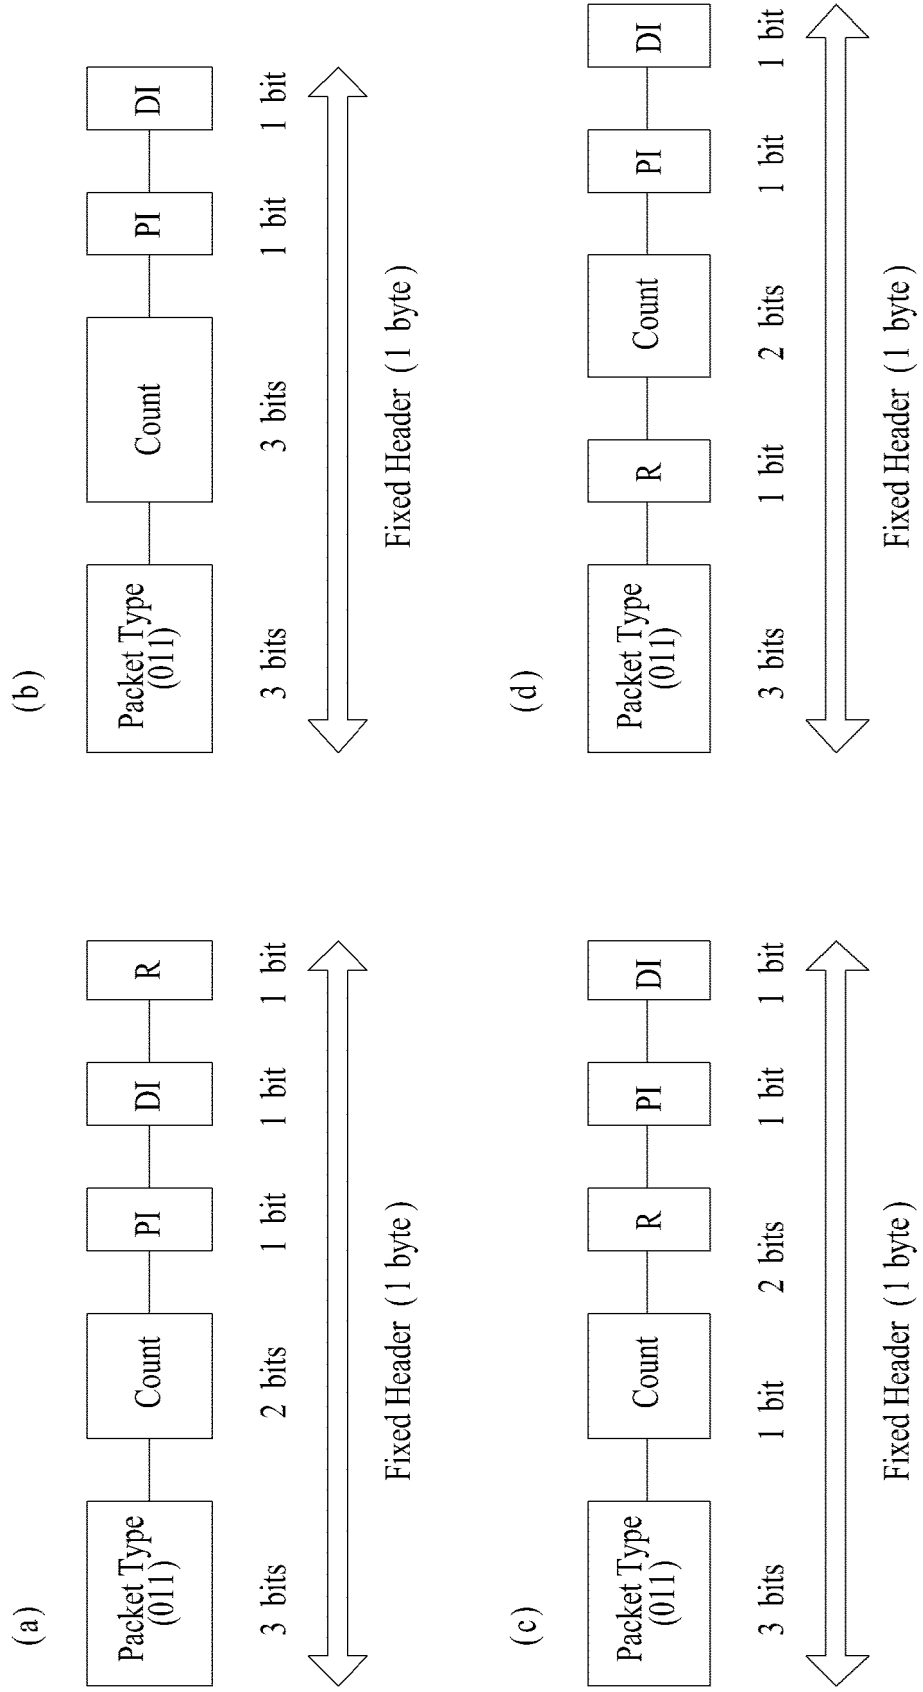 (a)
Packet Type
(011)
Count
PI
DI
R
3 bits
2 bits
1 bit
1 bit
1 bit
Fixed Header (1 byte)
(b)
Packet Type
(011)
Count
PI
DI
3 bits
3 bits
1 bit
1 bit
Fixed Header (1 byte)
(c)
Packet Type
(011)
Count
R
PI
DI
3 bits
1 bit
2 bits
1 bit
1 bit
Fixed Header (1 byte)
(d)
Packet Type
(011)
R
Count
PI
DI
3 bits
1 bit
2 bits
1 bit
1 bit
Fixed Header (1 byte)